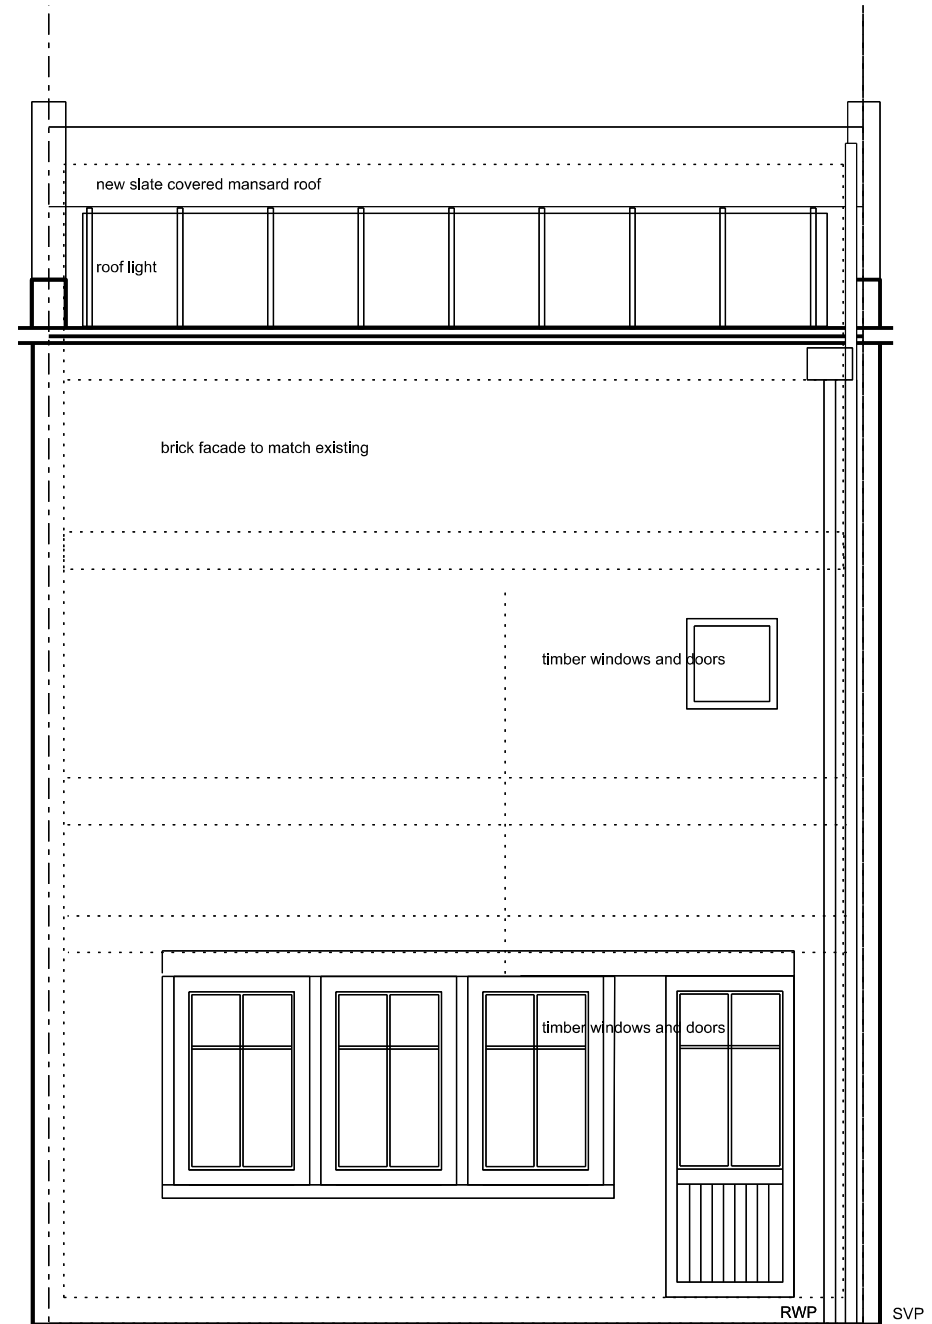 new slate covered mansard roof
roof light
brick facade to match existing
timber windows and doors
timber windows and doors
RWP
SVP